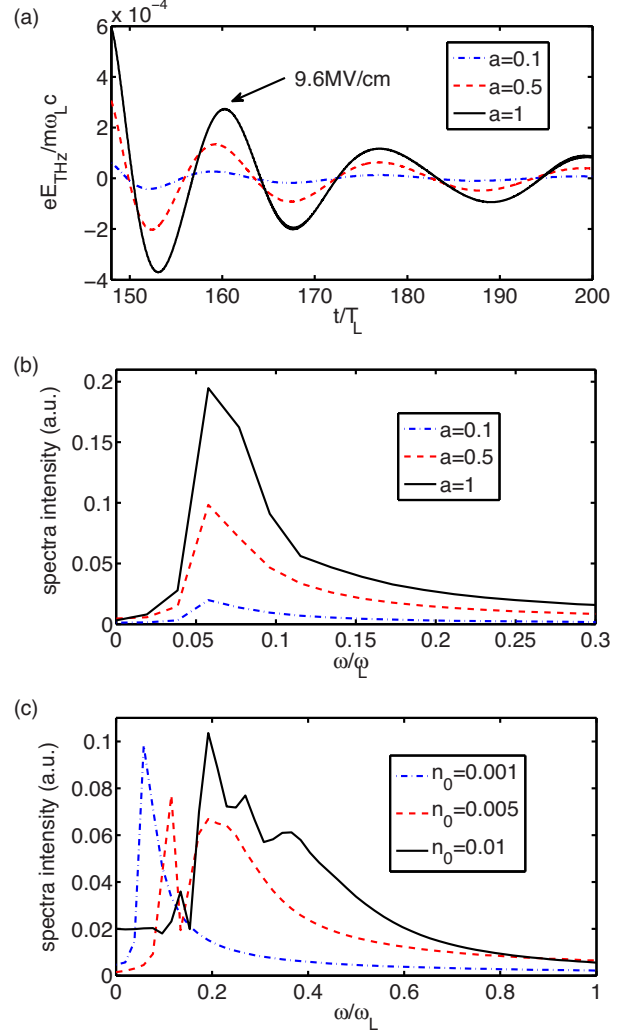 (a)
× 10⁻⁴
6
4
2
0
−2
−4
eE_THz/mω_L c
9.6MV/cm
a=0.1
a=0.5
a=1
150 160 170 180 190 200
t/T_L
(b)
0.2
0.15
0.1
0.05
0
spectra intensity (a.u.)
a=0.1
a=0.5
a=1
0 0.05 0.1 0.15 0.2 0.25 0.3
ω/ω_L
(c)
0.1
0.08
0.06
0.04
0.02
0
spectra intensity (a.u.)
n₀=0.001
n₀=0.005
n₀=0.01
0 0.2 0.4 0.6 0.8 1
ω/ω_L